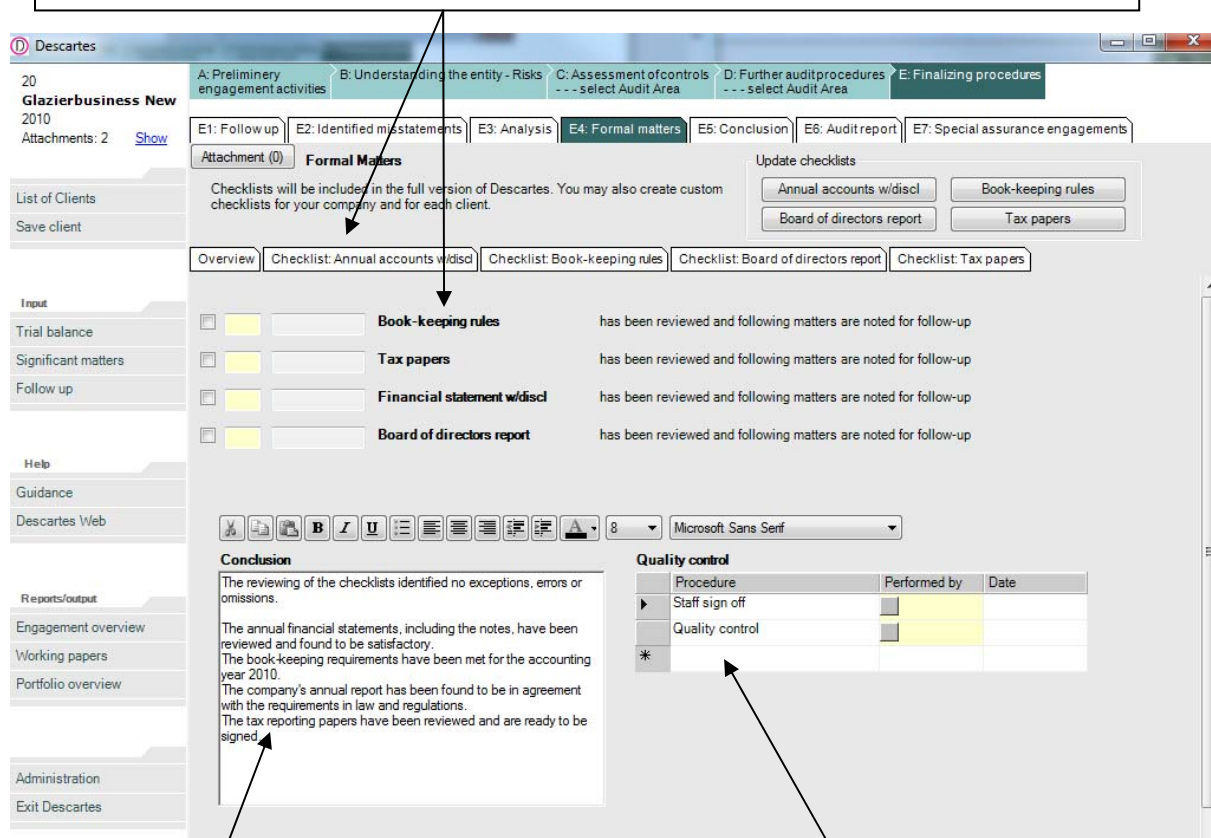 Descartes
20
Glazierbusiness New
2010
Attachments: 2 Show
List of Clients
Save client
Input
Trial balance
Significant matters
Follow up
Help
Guidance
Descartes Web
Reports/output
Engagement overview
Working papers
Portfolio overview
Administration
Exit Descartes
A: Preliminery
engagement activities
B: Understanding the entity - Risks
C: Assessment of controls
- - - select Audit Area
D: Further audit procedures
- - - select Audit Area
E: Finalizing procedures
E1: Follow up
E2: Identified misstatements
E3: Analysis
E4: Formal matters
E5: Conclusion
E6: Audit report
E7: Special assurance engagements
Attachment (0)
Formal Matters
Checklists will be included in the full version of Descartes. You may also create custom
checklists for your company and for each client.
Update checklists
Annual accounts w/discl
Book-keeping rules
Board of directors report
Tax papers
Overview
Checklist: Annual accounts w/discl
Checklist: Book-keeping rules
Checklist: Board of directors report
Checklist: Tax papers
Book-keeping rules has been reviewed and following matters are noted for follow-up
Tax papers has been reviewed and following matters are noted for follow-up
Financial statement w/discl has been reviewed and following matters are noted for follow-up
Board of directors report has been reviewed and following matters are noted for follow-up
B I U A 8 Microsoft Sans Serif
Conclusion
The reviewing of the checklists identified no exceptions, errors or
omissions.
The annual financial statements, including the notes, have been
reviewed and found to be satisfactory.
The book-keeping requirements have been met for the accounting
year 2010.
The company's annual report has been found to be in agreement
with the requirements in law and regulations.
The tax reporting papers have been reviewed and are ready to be
signed.
Quality control
Procedure Performed by Date
Staff sign off
Quality control
*